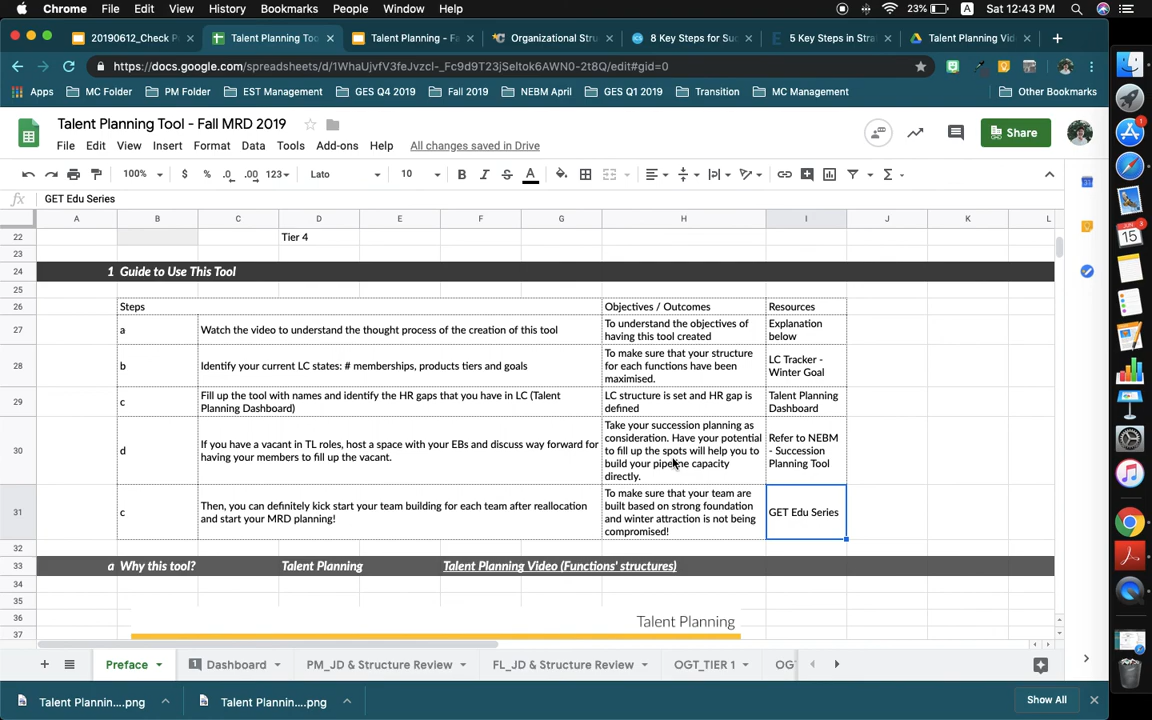 Chrome File Edit View History Bookmarks People Window Help 23% A Sat 12:43 PM
20190612_Check P
Talent Planning Too
Talent Planning - Fa
Organizational Stru
8 Key Steps for Suc
5 Key Steps in Stra
Talent Planning Vid
https://docs.google.com/spreadsheets/d/1WhaUjvfV3feJvzcl-_Fc9d9T23jSeltok6AWN0-2t8Q/edit#gid=0
Apps MC Folder PM Folder EST Management GES Q4 2019 Fall 2019 NEBM April GES Q1 2019 Transition MC Management Other Bookmarks
Talent Planning Tool - Fall MRD 2019
Share
File Edit View Insert Format Data Tools Add-ons Help All changes saved in Drive
100% $ % .0 .00 123 Lato 10 B I S A
fx GET Edu Series
A B C D E F G H I J K L
22 Tier 4
23
24 1 Guide to Use This Tool
25
26 Steps Objectives / Outcomes Resources
27 a Watch the video to understand the thought process of the creation of this tool
To understand the objectives of
having this tool created
Explanation
below
28 b Identify your current LC states: # memberships, products tiers and goals
To make sure that your structure
for each functions have been
maximised.
LC Tracker -
Winter Goal
29 c Fill up the tool with names and identify the HR gaps that you have in LC (Talent
Planning Dashboard)
LC structure is set and HR gap is
defined
Talent Planning
Dashboard
30 d If you have a vacant in TL roles, host a space with your EBs and discuss way forward for
having your members to fill up the vacant.
Take your succession planning as
consideration. Have your potential
to fill up the spots will help you to
build your pipeline capacity
directly.
Refer to NEBM
- Succession
Planning Tool
31 c Then, you can definitely kick start your team building for each team after reallocation
and start your MRD planning!
To make sure that your team are
built based on strong foundation
and winter attraction is not being
compromised!
GET Edu Series
32
33 a Why this tool? Talent Planning Talent Planning Video (Functions' structures)
34
35
36 Talent Planning
37
Preface 1 Dashboard PM_JD & Structure Review FL_JD & Structure Review OGT_TIER 1 OG
Talent Plannin....png Talent Plannin....png Show All
JUN
15
1
3
31